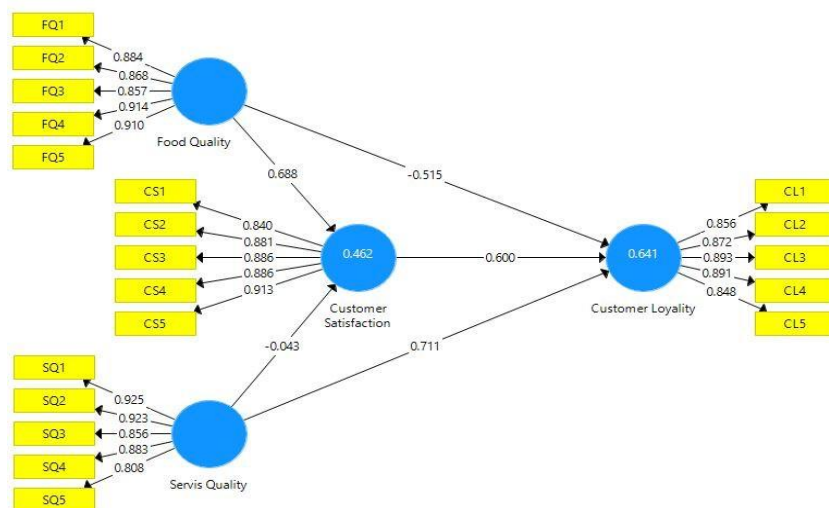 FQ1
FQ2
FQ3
FQ4
FQ5
0.884
0.868
0.857
0.914
0.910
Food Quality
0.688
-0.515
CS1
CS2
CS3
CS4
CS5
0.840
0.881
0.886
0.886
0.913
0.462
Customer
Satisfaction
0.600
0.641
Customer Loyality
0.856
0.872
0.893
0.891
0.848
CL1
CL2
CL3
CL4
CL5
-0.043
0.711
SQ1
SQ2
SQ3
SQ4
SQ5
0.925
0.923
0.856
0.883
0.808
Servis Quality